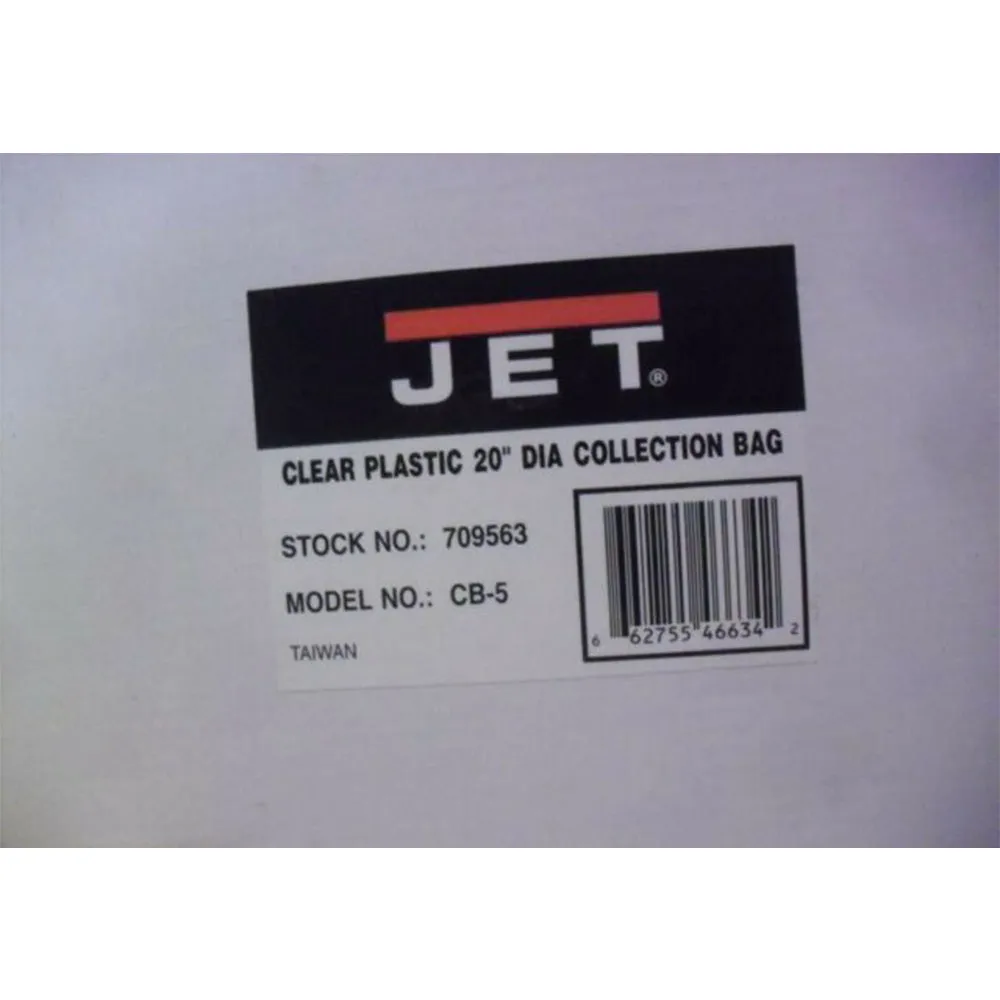 JET®
CLEAR PLASTIC 20" DIA COLLECTION BAG
STOCK NO.: 709563
MODEL NO.: CB-5
TAIWAN
6 62755 46634 2